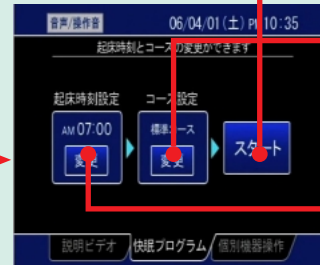 音声/操作音 06/04/01(土) PM 10:35
起床時刻とコースの変更ができます
起床時刻設定 コース設定
AM 07:00 標準コース スタート
変更 変更
説明ビデオ 快眠プログラム 個別機器操作